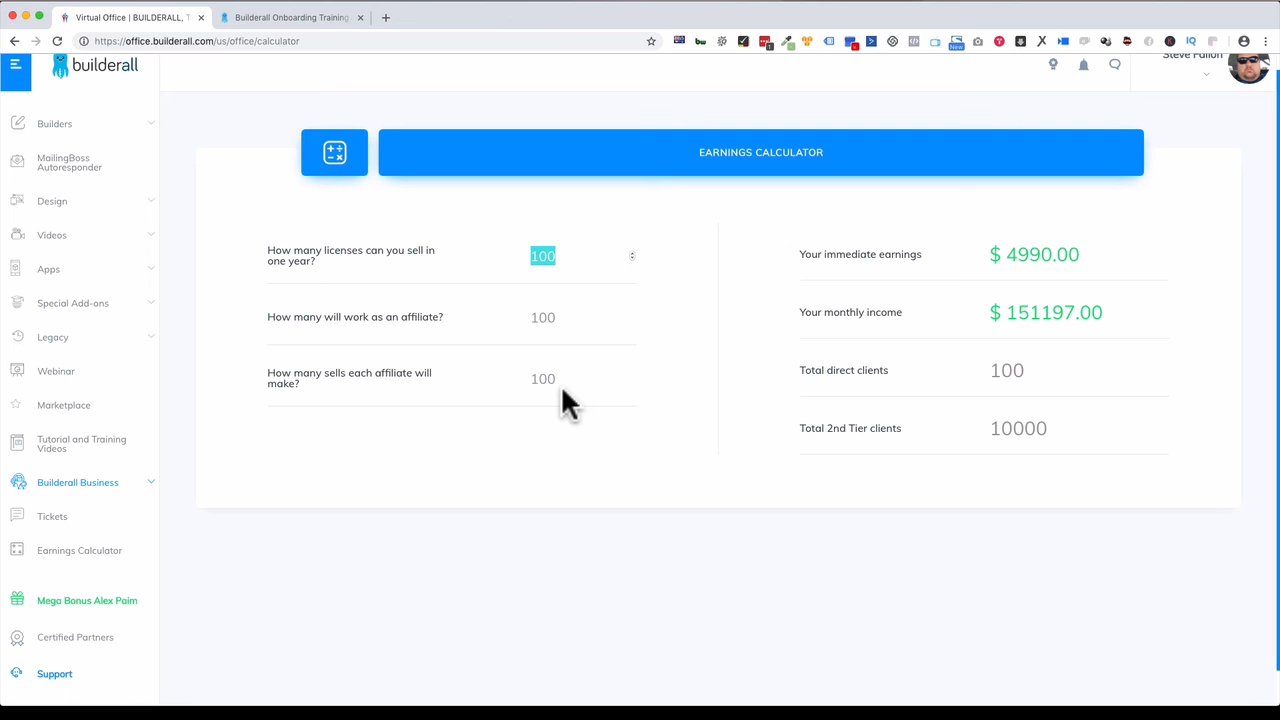 Virtual Office | BUILDERALL, T
Builderall Onboarding Training
https://office.builderall.com/us/office/calculator
New
builderall
Steve Fallon
Builders
MailingBoss
Autoresponder
Design
Videos
Apps
Special Add-ons
Legacy
Webinar
Marketplace
Tutorial and Training
Videos
Builderall Business
Tickets
Earnings Calculator
Mega Bonus Alex Paim
Certified Partners
Support
EARNINGS CALCULATOR
How many licenses can you sell in
one year?
100
How many will work as an affiliate?
100
How many sells each affiliate will
make?
100
Your immediate earnings
$ 4990.00
Your monthly income
$ 151197.00
Total direct clients
100
Total 2nd Tier clients
10000